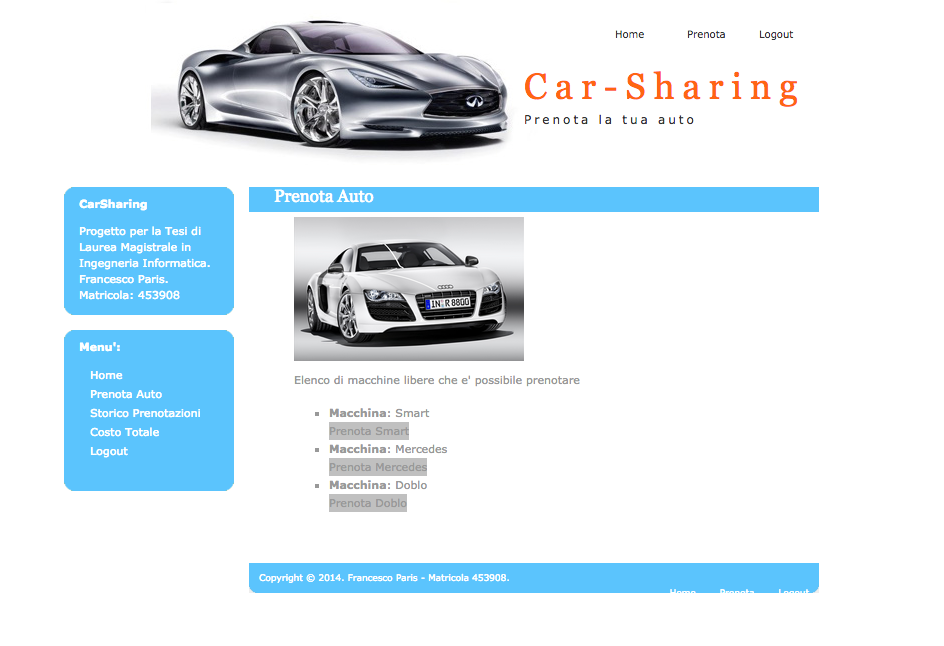 Home Prenota Logout
Car-Sharing
Prenota la tua auto
CarSharing
Progetto per la Tesi di
Laurea Magistrale in
Ingegneria Informatica.
Francesco Paris.
Matricola: 453908
Menu':
Home
Prenota Auto
Storico Prenotazioni
Costo Totale
Logout
Prenota Auto
IN R 8800
Elenco di macchine libere che e' possibile prenotare
Macchina: Smart
Prenota Smart
Macchina: Mercedes
Prenota Mercedes
Macchina: Doblo
Prenota Doblo
Copyright © 2014. Francesco Paris - Matricola 453908.
Home Prenota Logout